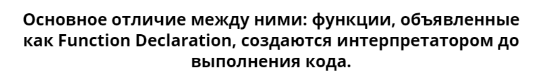 Основное отличие между ними: функции, объявленные
как Function Declaration, создаются интерпретатором до
выполнения кода.